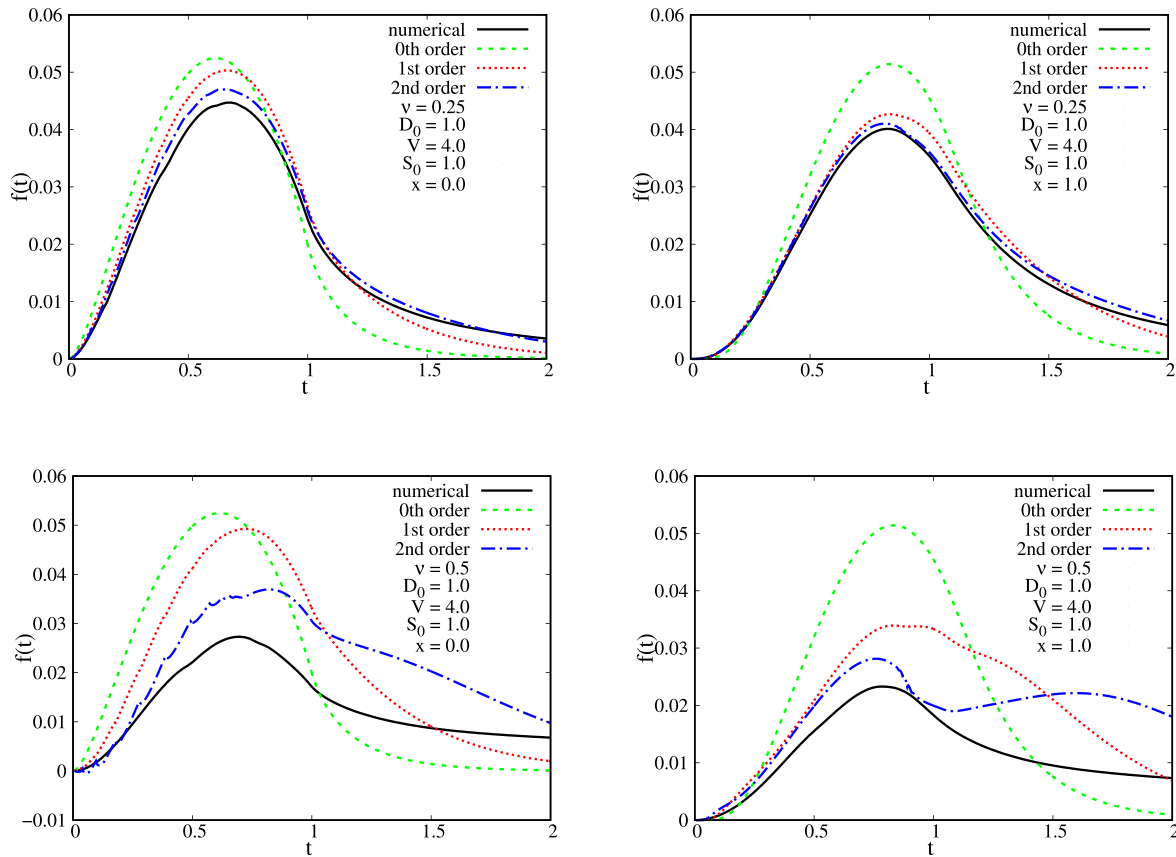 0.06
0.05
0.04
0.03
0.02
0.01
0
f(t)
numerical
0th order
1st order
2nd order
ν = 0.25
D₀ = 1.0
V = 4.0
S₀ = 1.0
x = 0.0
0 0.5 1 1.5 2
t
0.06
0.05
0.04
0.03
0.02
0.01
0
f(t)
numerical
0th order
1st order
2nd order
ν = 0.25
D₀ = 1.0
V = 4.0
S₀ = 1.0
x = 1.0
0 0.5 1 1.5 2
t
0.06
0.05
0.04
0.03
0.02
0.01
0
−0.01
f(t)
numerical
0th order
1st order
2nd order
ν = 0.5
D₀ = 1.0
V = 4.0
S₀ = 1.0
x = 0.0
0 0.5 1 1.5 2
t
0.06
0.05
0.04
0.03
0.02
0.01
0
f(t)
numerical
0th order
1st order
2nd order
ν = 0.5
D₀ = 1.0
V = 4.0
S₀ = 1.0
x = 1.0
0 0.5 1 1.5 2
t